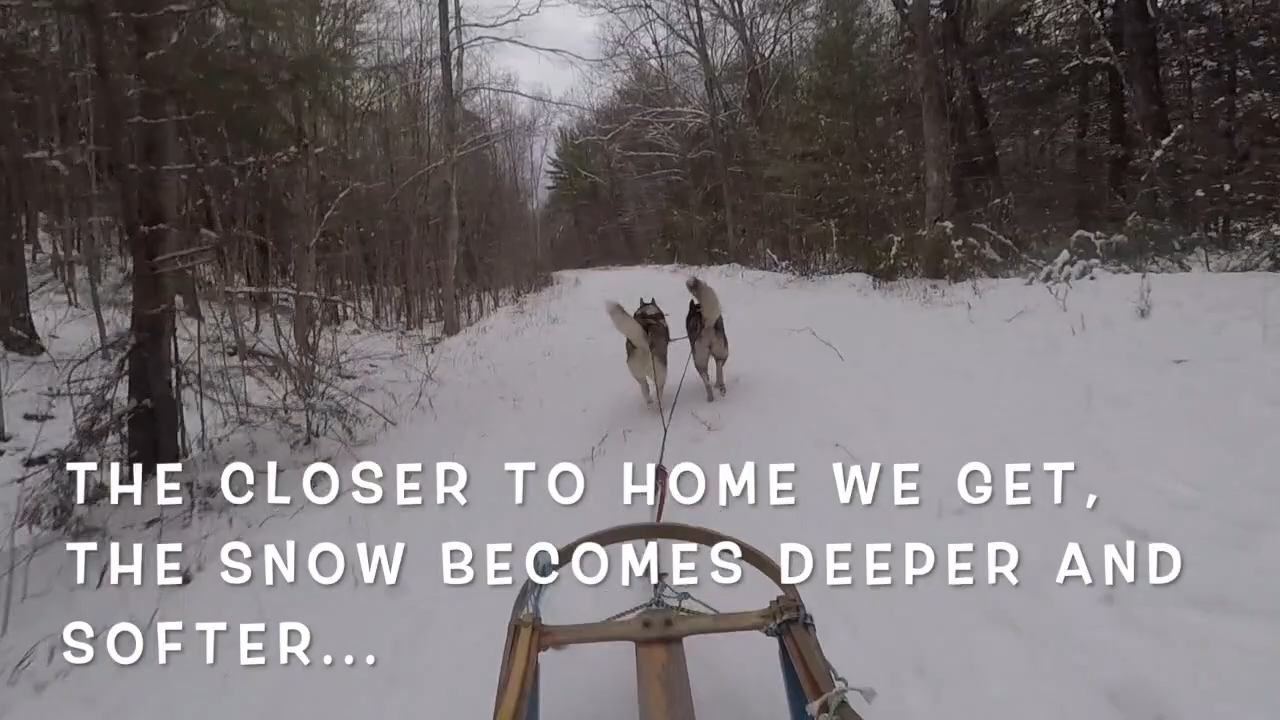 THE CLOSER TO HOME WE GET,
THE SNOW BECOMES DEEPER AND
SOFTER...